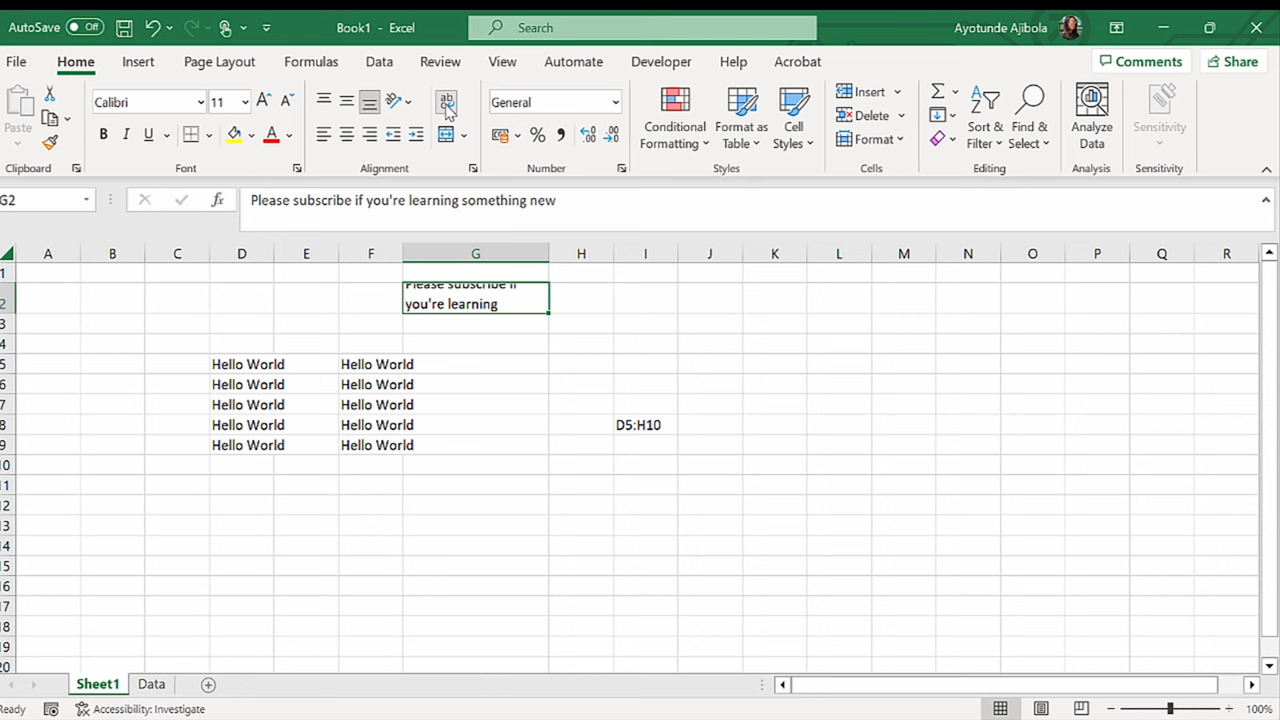 AutoSave Off Book1 - Excel Search Ayotunde Ajibola
File Home Insert Page Layout Formulas Data Review View Automate Developer Help Acrobat Comments Share
Calibri 11 ab General Insert Σ
Paste Delete
B I U A % , Conditional Formatting Format as Table Cell Styles Format Sort & Filter Find & Select Analyze Data Sensitivity
Clipboard Font Alignment Number Styles Cells Editing Analysis Sensitivity
G2 fx Please subscribe if you're learning something new
A B C D E F G H I J K L M N O P Q R
1
Please subscribe if
2 you're learning
3
4
5 Hello World Hello World
6 Hello World Hello World
7 Hello World Hello World
8 Hello World Hello World D5:H10
9 Hello World Hello World
10
11
12
13
14
15
16
17
18
19
20
Sheet1 Data
Ready Accessibility: Investigate 100%